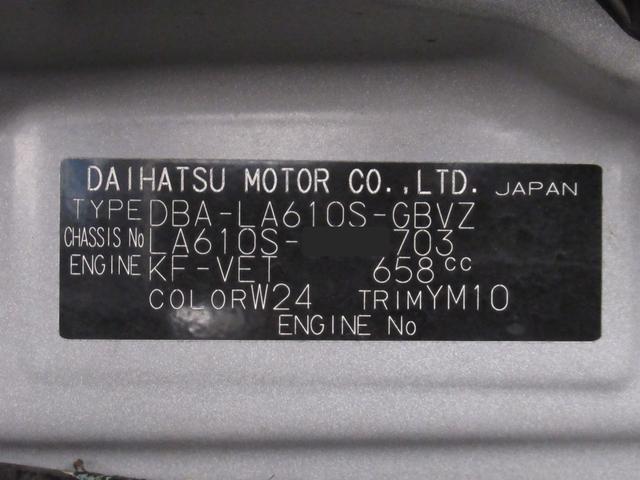 DAIHATSU MOTOR CO.,LTD. JAPAN
TYPE DBA-LA610S-GBVZ
CHASSIS No LA610S- 703
ENGINE KF-VET 658cc
COLOR W24 TRIM YM10
ENGINE No